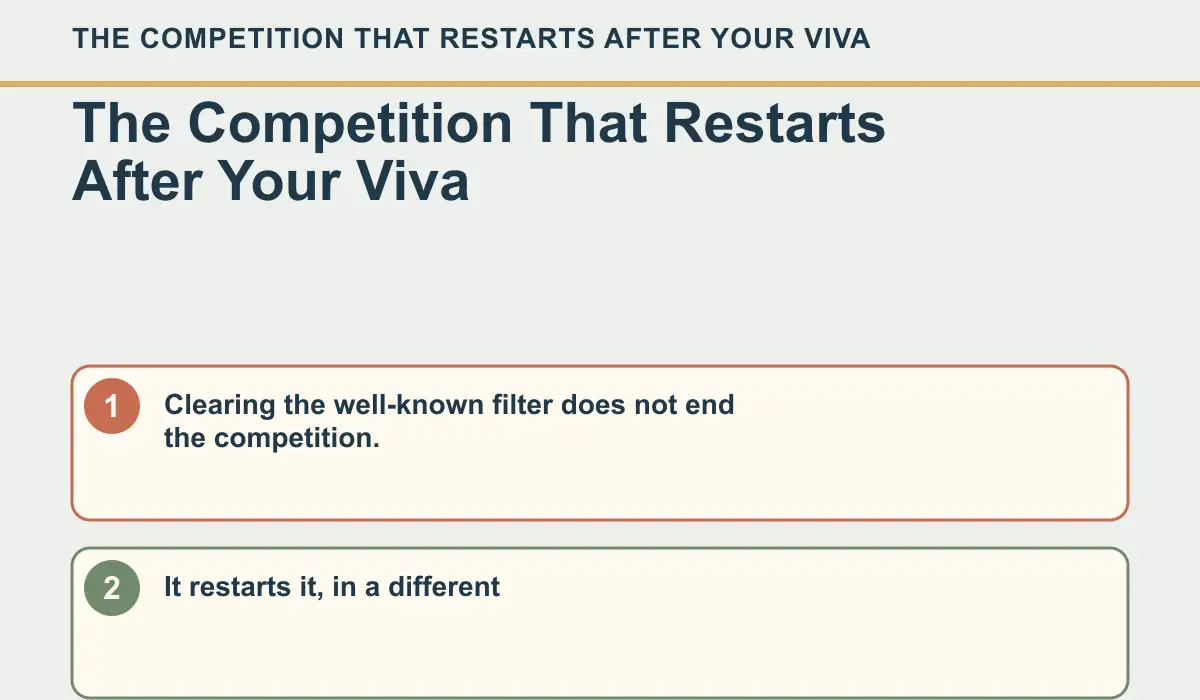 THE COMPETITION THAT RESTARTS AFTER YOUR VIVA
The Competition That Restarts
After Your Viva
1
Clearing the well-known filter does not end
the competition.
2
It restarts it, in a different